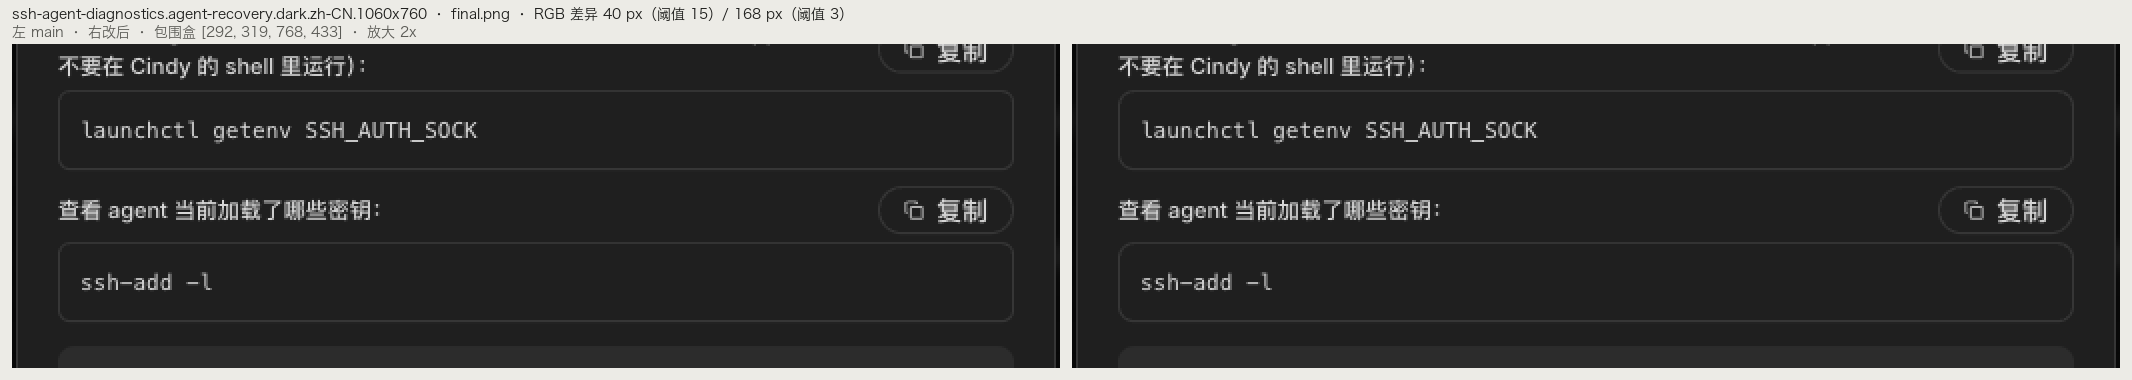 ssh-agent-diagnostics.agent-recovery.dark.zh-CN.1060x760 · final.png · RGB 差异 40 px（阈值 15）/ 168 px（阈值 3）
左 main · 右改后 · 包围盒 [292, 319, 768, 433] · 放大 2x
复制
不要在 Cindy 的 shell 里运行）：
launchctl getenv SSH_AUTH_SOCK
查看 agent 当前加载了哪些密钥：
复制
ssh-add -l
复制
不要在 Cindy 的 shell 里运行）：
launchctl getenv SSH_AUTH_SOCK
查看 agent 当前加载了哪些密钥：
复制
ssh-add -l